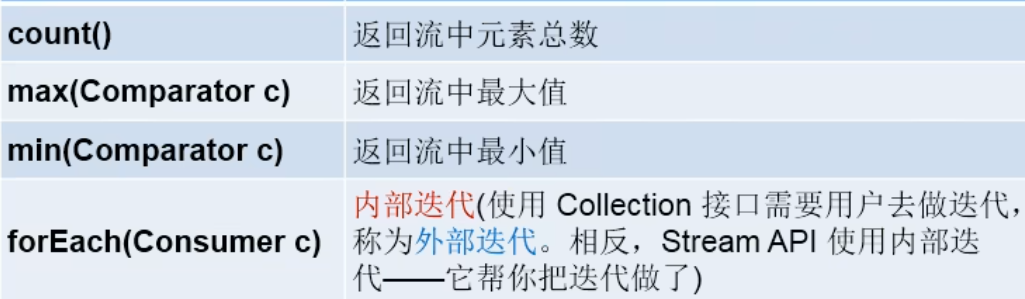 count() 返回流中元素总数
max(Comparator c) 返回流中最大值
min(Comparator c) 返回流中最小值
forEach(Consumer c) 内部迭代(使用 Collection 接口需要用户去做迭代，
称为外部迭代。相反，Stream API 使用内部迭
代——它帮你把迭代做了)